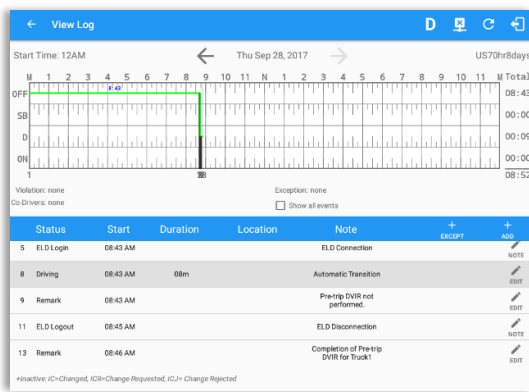 View Log D
Start Time: 12AM Thu Sep 28, 2017 US70hr8days
M 1 2 3 4 5 6 7 8 9 10 11 N 1 2 3 4 5 6 7 8 9 10 11 M Total
8:43
OFF 08:43
SB 00:00
D 00:09
ON 00:00
1 08:52
Violation: none Exception: none
Co-Drivers: none Show all events
Status Start Duration Location Note + EXCEPT + ADD
5 ELD Login 08:43 AM ELD Connection NOTE
8 Driving 08:43 AM 08m Automatic Transition EDIT
9 Remark 08:43 AM Pre-trip DVIR not
performed. EDIT
11 ELD Logout 08:45 AM ELD Disconnection NOTE
13 Remark 08:46 AM Completion of Pre-trip
DVIR for Truck1 EDIT
+Inactive: IC=Changed, ICR=Change Requested, ICJ= Change Rejected